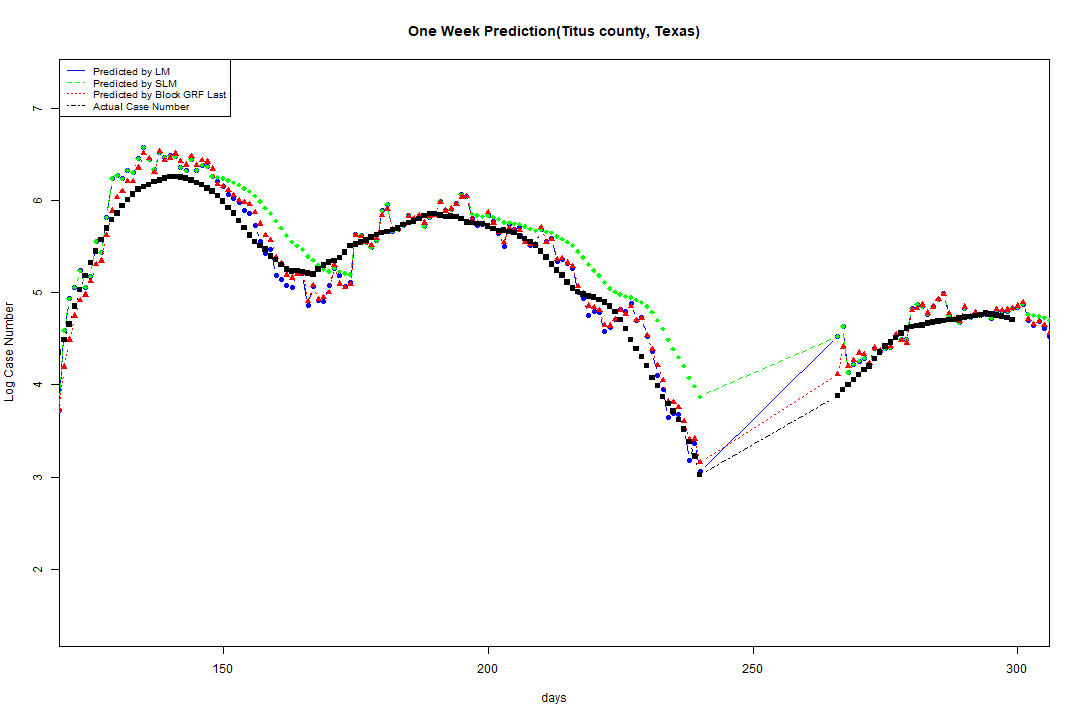 One Week Prediction(Titus county, Texas)
Predicted by LM
Predicted by SLM
Predicted by Block GRF Last
Actual Case Number
7
6
5
4
3
2
Log Case Number
150
200
250
300
days